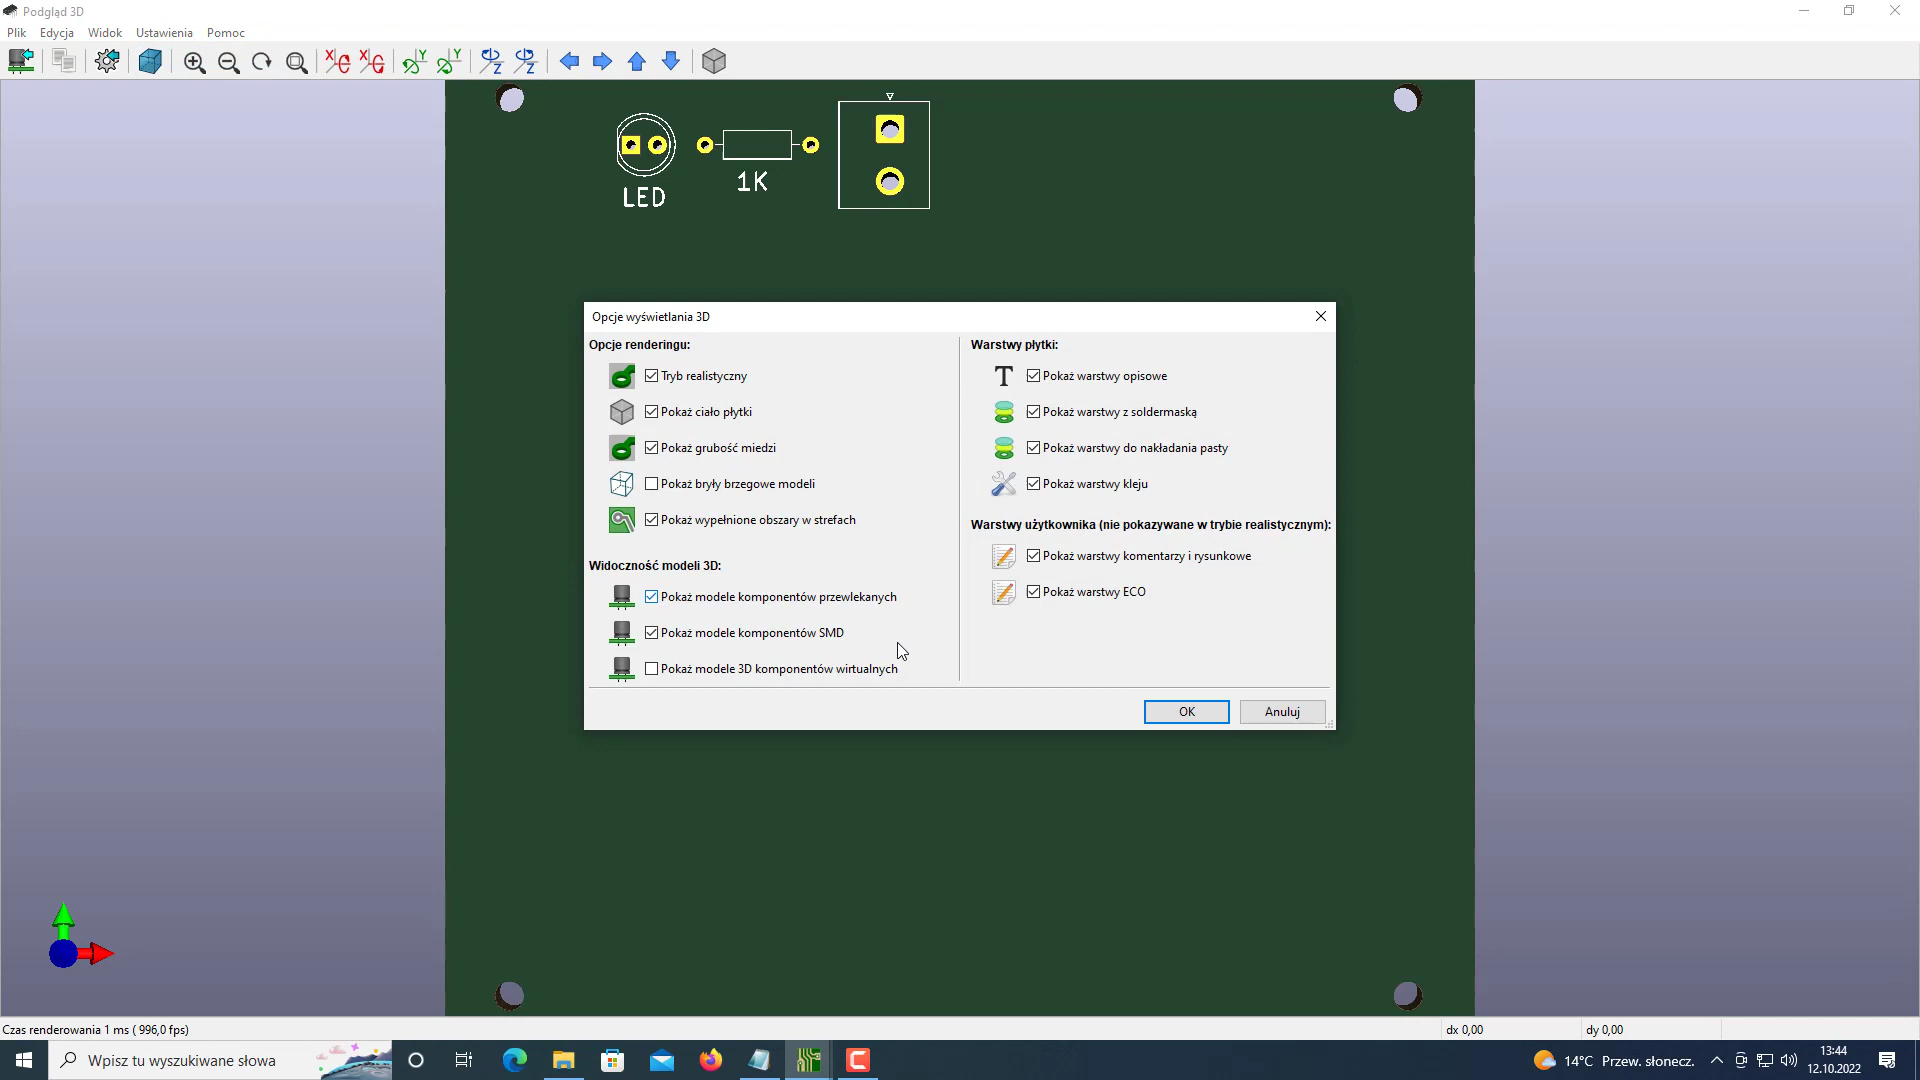 Podgląd 3D
Plik Edycja Widok Ustawienia Pomoc
LED
1K
Opcje wyświetlania 3D
Opcje renderingu:
Tryb realistyczny
Pokaż ciało płytki
Pokaż grubość miedzi
Pokaż bryły brzegowe modeli
Pokaż wypełnione obszary w strefach
Widoczność modeli 3D:
Pokaż modele komponentów przewlekanych
Pokaż modele komponentów SMD
Pokaż modele 3D komponentów wirtualnych
Warstwy płytki:
Pokaż warstwy opisowe
Pokaż warstwy z soldermaską
Pokaż warstwy do nakładania pasty
Pokaż warstwy kleju
Warstwy użytkownika (nie pokazywane w trybie realistycznym):
Pokaż warstwy komentarzy i rysunkowe
Pokaż warstwy ECO
OK Anuluj
Czas renderowania 1 ms ( 996,0 fps) dx 0,00 dy 0,00
Wpisz tu wyszukiwane słowa
14°C Przew. słonecz.
13:44
12.10.2022